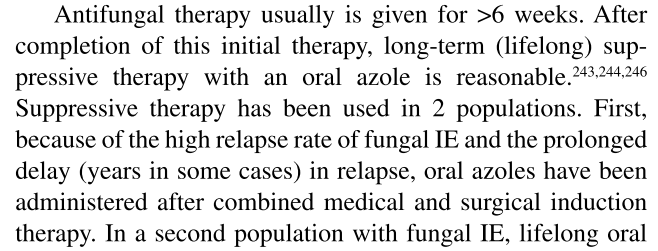 Antifungal therapy usually is given for >6 weeks. After
completion of this initial therapy, long-term (lifelong) sup-
pressive therapy with an oral azole is reasonable.243,244,246
Suppressive therapy has been used in 2 populations. First,
because of the high relapse rate of fungal IE and the prolonged
delay (years in some cases) in relapse, oral azoles have been
administered after combined medical and surgical induction
therapy. In a second population with fungal IE, lifelong oral